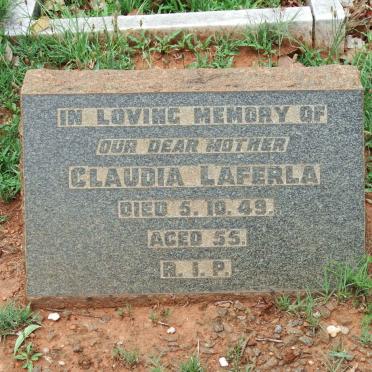 IN LOVING MEMORY OF
OUR DEAR MOTHER
CLAUDIA LAFERLA
DIED 5.10.49.
AGED 55.
R.I.P.